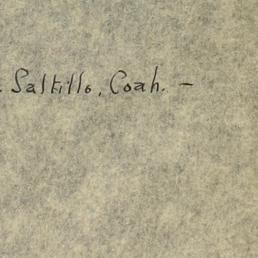 . Saltillo, Coah. –